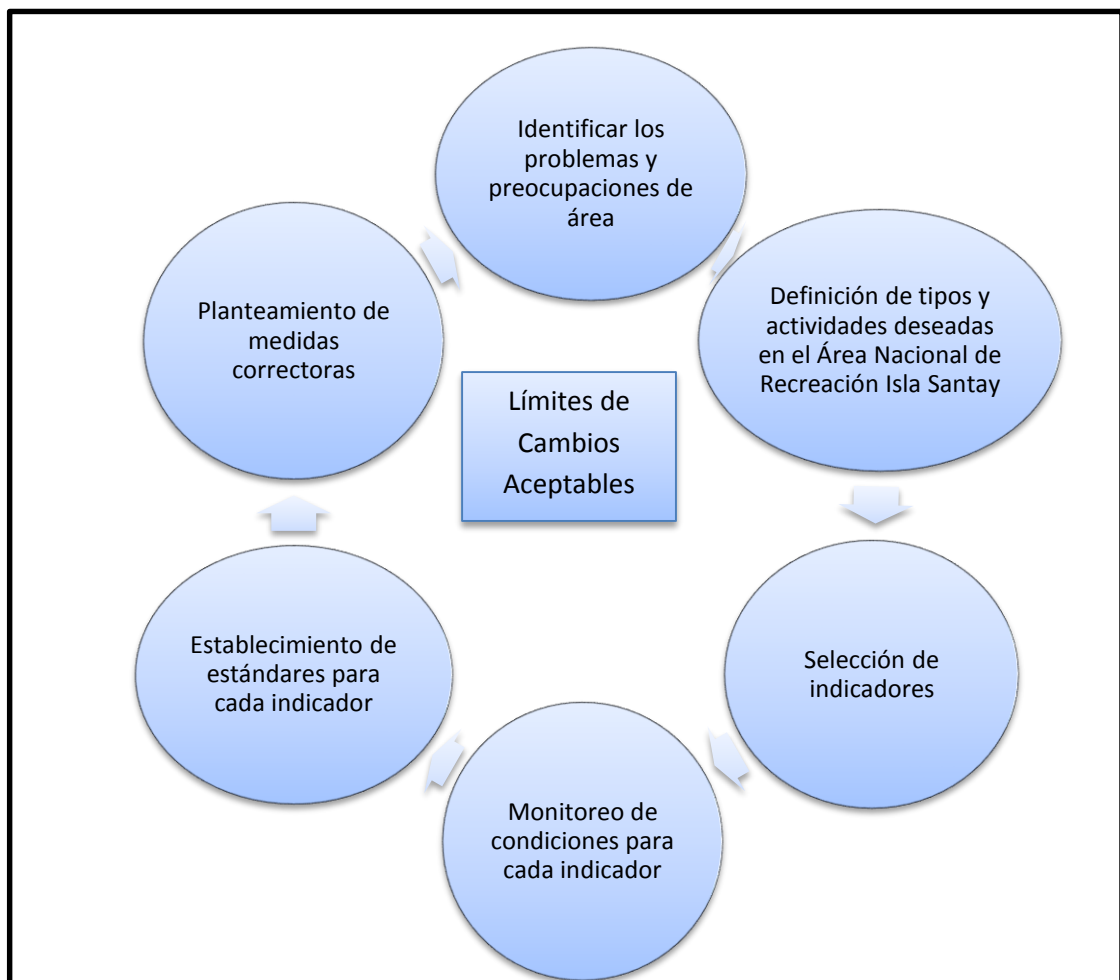 Identificar los
problemas y
preocupaciones de
área
Definición de tipos y
actividades deseadas
en el Área Nacional de
Recreación Isla Santay
Selección de
indicadores
Monitoreo de
condiciones para
cada indicador
Establecimiento de
estándares para
cada indicador
Planteamiento de
medidas
correctoras
Límites de
Cambios
Aceptables